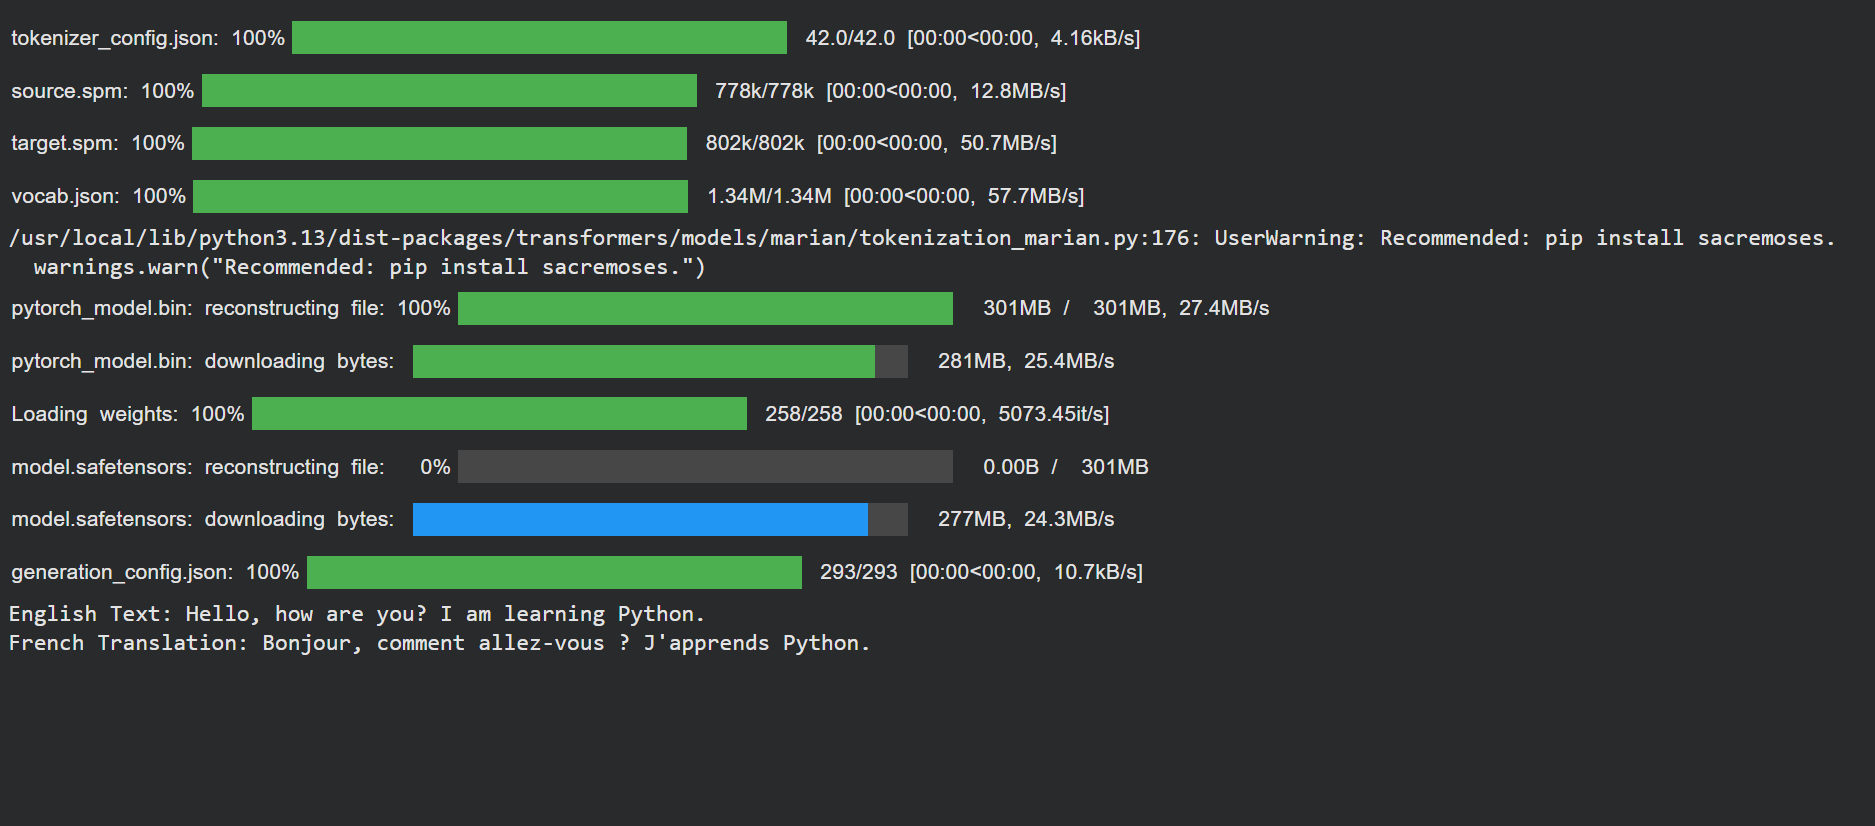 tokenizer_config.json: 100% 42.0/42.0 [00:00<00:00, 4.16kB/s]
source.spm: 100% 778k/778k [00:00<00:00, 12.8MB/s]
target.spm: 100% 802k/802k [00:00<00:00, 50.7MB/s]
vocab.json: 100% 1.34M/1.34M [00:00<00:00, 57.7MB/s]
/usr/local/lib/python3.13/dist-packages/transformers/models/marian/tokenization_marian.py:176: UserWarning: Recommended: pip install sacremoses.
  warnings.warn("Recommended: pip install sacremoses.")
pytorch_model.bin: reconstructing file: 100% 301MB / 301MB, 27.4MB/s
pytorch_model.bin: downloading bytes: 281MB, 25.4MB/s
Loading weights: 100% 258/258 [00:00<00:00, 5073.45it/s]
model.safetensors: reconstructing file: 0% 0.00B / 301MB
model.safetensors: downloading bytes: 277MB, 24.3MB/s
generation_config.json: 100% 293/293 [00:00<00:00, 10.7kB/s]
English Text: Hello, how are you? I am learning Python.
French Translation: Bonjour, comment allez-vous ? J'apprends Python.